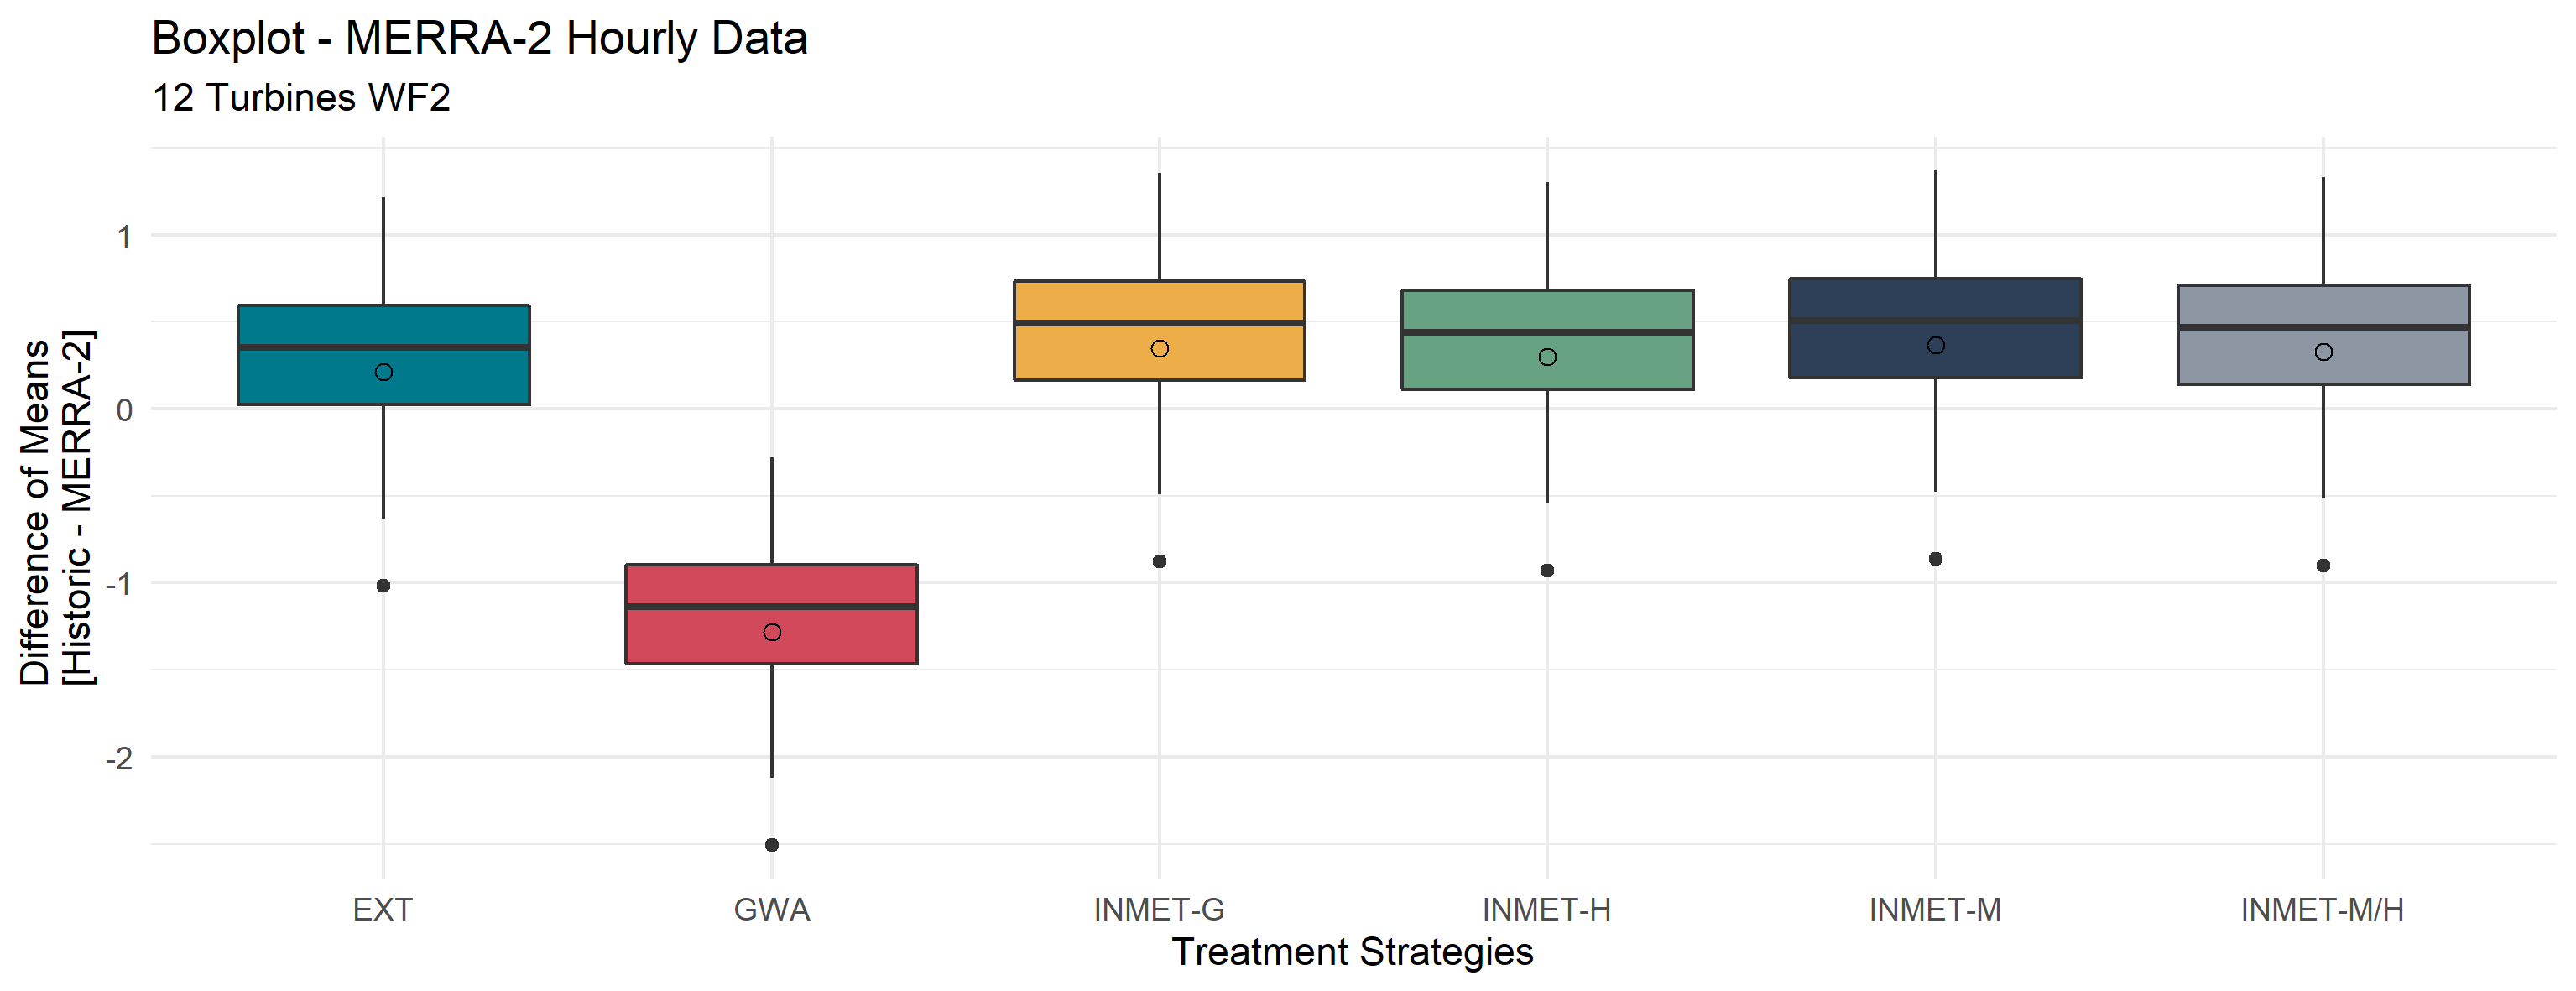 Boxplot - MERRA-2 Hourly Data
12 Turbines WF2
Difference of Means
[Historic - MERRA-2]
1
0
-1
-2
EXT
GWA
INMET-G
INMET-H
INMET-M
INMET-M/H
Treatment Strategies